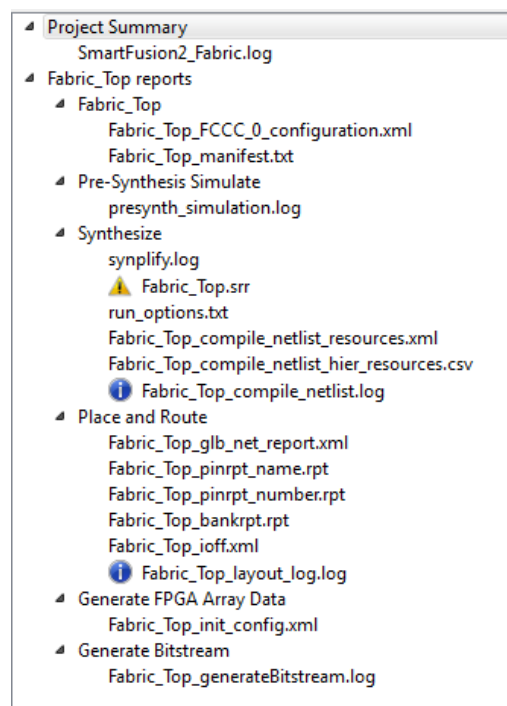 Project Summary
SmartFusion2_Fabric.log
Fabric_Top reports
Fabric_Top
Fabric_Top_FCCC_0_configuration.xml
Fabric_Top_manifest.txt
Pre-Synthesis Simulate
presynth_simulation.log
Synthesize
synplify.log
Fabric_Top.srr
run_options.txt
Fabric_Top_compile_netlist_resources.xml
Fabric_Top_compile_netlist_hier_resources.csv
Fabric_Top_compile_netlist.log
Place and Route
Fabric_Top_glb_net_report.xml
Fabric_Top_pinrpt_name.rpt
Fabric_Top_pinrpt_number.rpt
Fabric_Top_bankrpt.rpt
Fabric_Top_ioff.xml
Fabric_Top_layout_log.log
Generate FPGA Array Data
Fabric_Top_init_config.xml
Generate Bitstream
Fabric_Top_generateBitstream.log